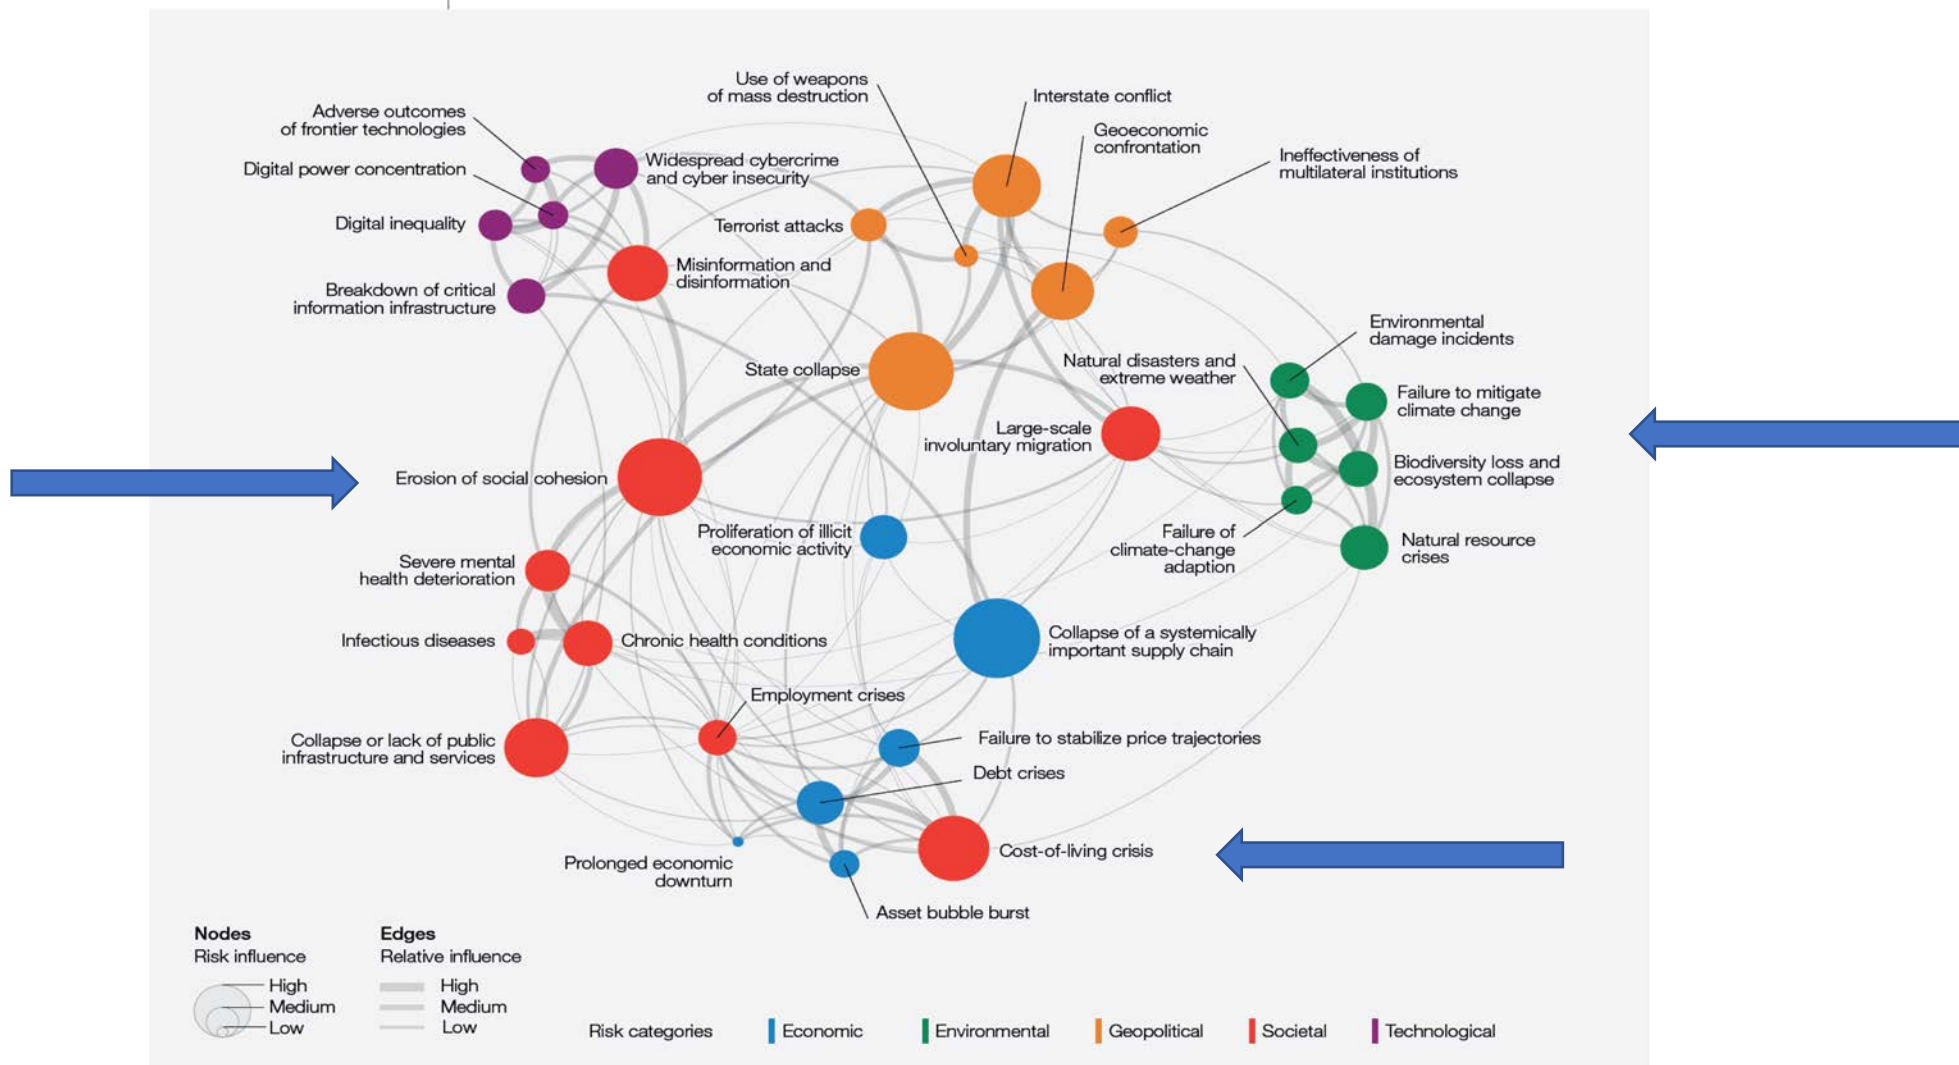 Use of weapons
of mass destruction
Interstate conflict
Adverse outcomes
of frontier technologies
Geoeconomic
confrontation
Digital power concentration
Widespread cybercrime
and cyber insecurity
Ineffectiveness of
multilateral institutions
Digital inequality
Terrorist attacks
Misinformation and
disinformation
Breakdown of critical
information infrastructure
Environmental
damage incidents
State collapse
Natural disasters and
extreme weather
Failure to mitigate
climate change
Large-scale
involuntary migration
Erosion of social cohesion
Biodiversity loss and
ecosystem collapse
Proliferation of illicit
economic activity
Failure of
climate-change
adaption
Natural resource
crises
Severe mental
health deterioration
Infectious diseases
Chronic health conditions
Collapse of a systemically
important supply chain
Employment crises
Collapse or lack of public
infrastructure and services
Failure to stabilize price trajectories
Debt crises
Cost-of-living crisis
Prolonged economic
downturn
Asset bubble burst
Nodes
Risk influence
High
Medium
Low
Edges
Relative influence
High
Medium
Low
Risk categories
Economic
Environmental
Geopolitical
Societal
Technological